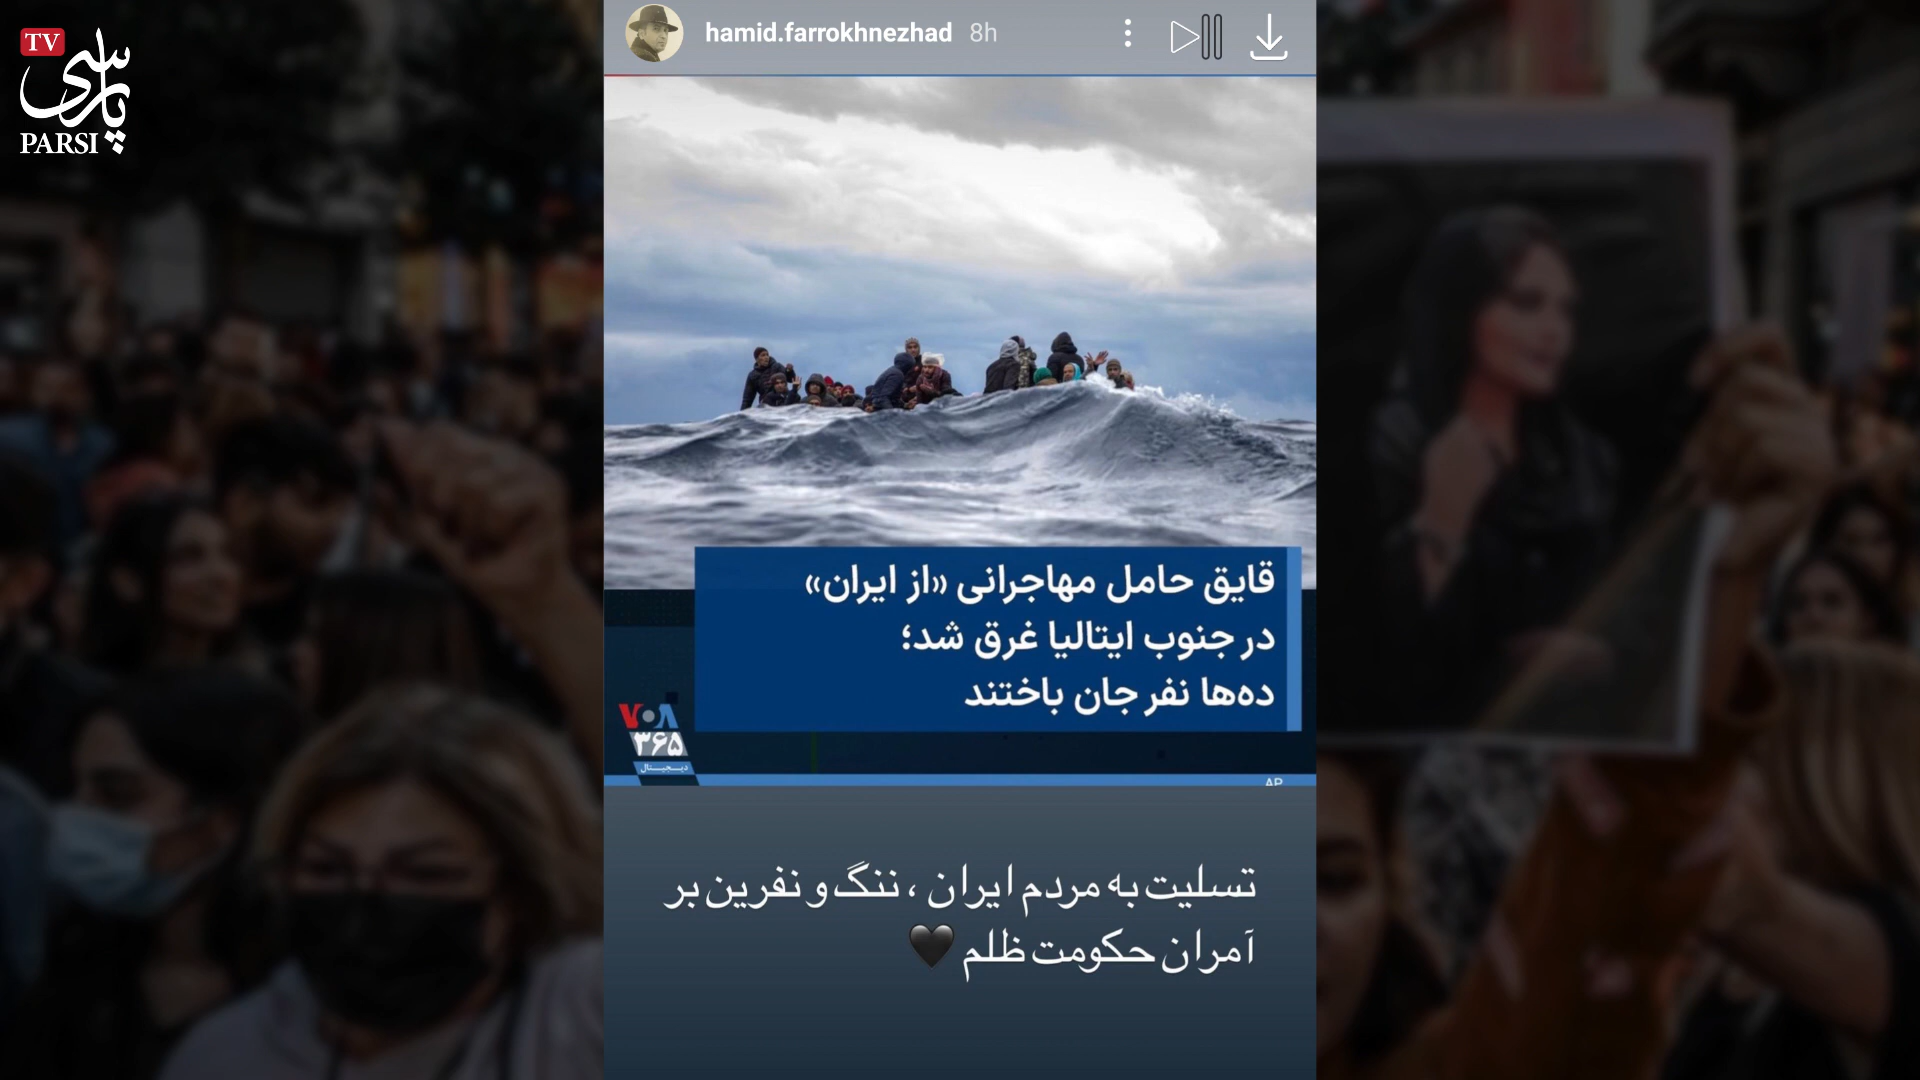 TV
پارسی
PARSI
hamid.farrokhnezhad 8h
قایق حامل مهاجرانی «از ایران»
در جنوب ایتالیا غرق شد؛
ده‌ها نفر جان باختند
VOA
۳۶۵
دیجیتال
AP
تسلیت به مردم ایران ، ننگ و نفرین بر
آمران حکومت ظلم 🖤